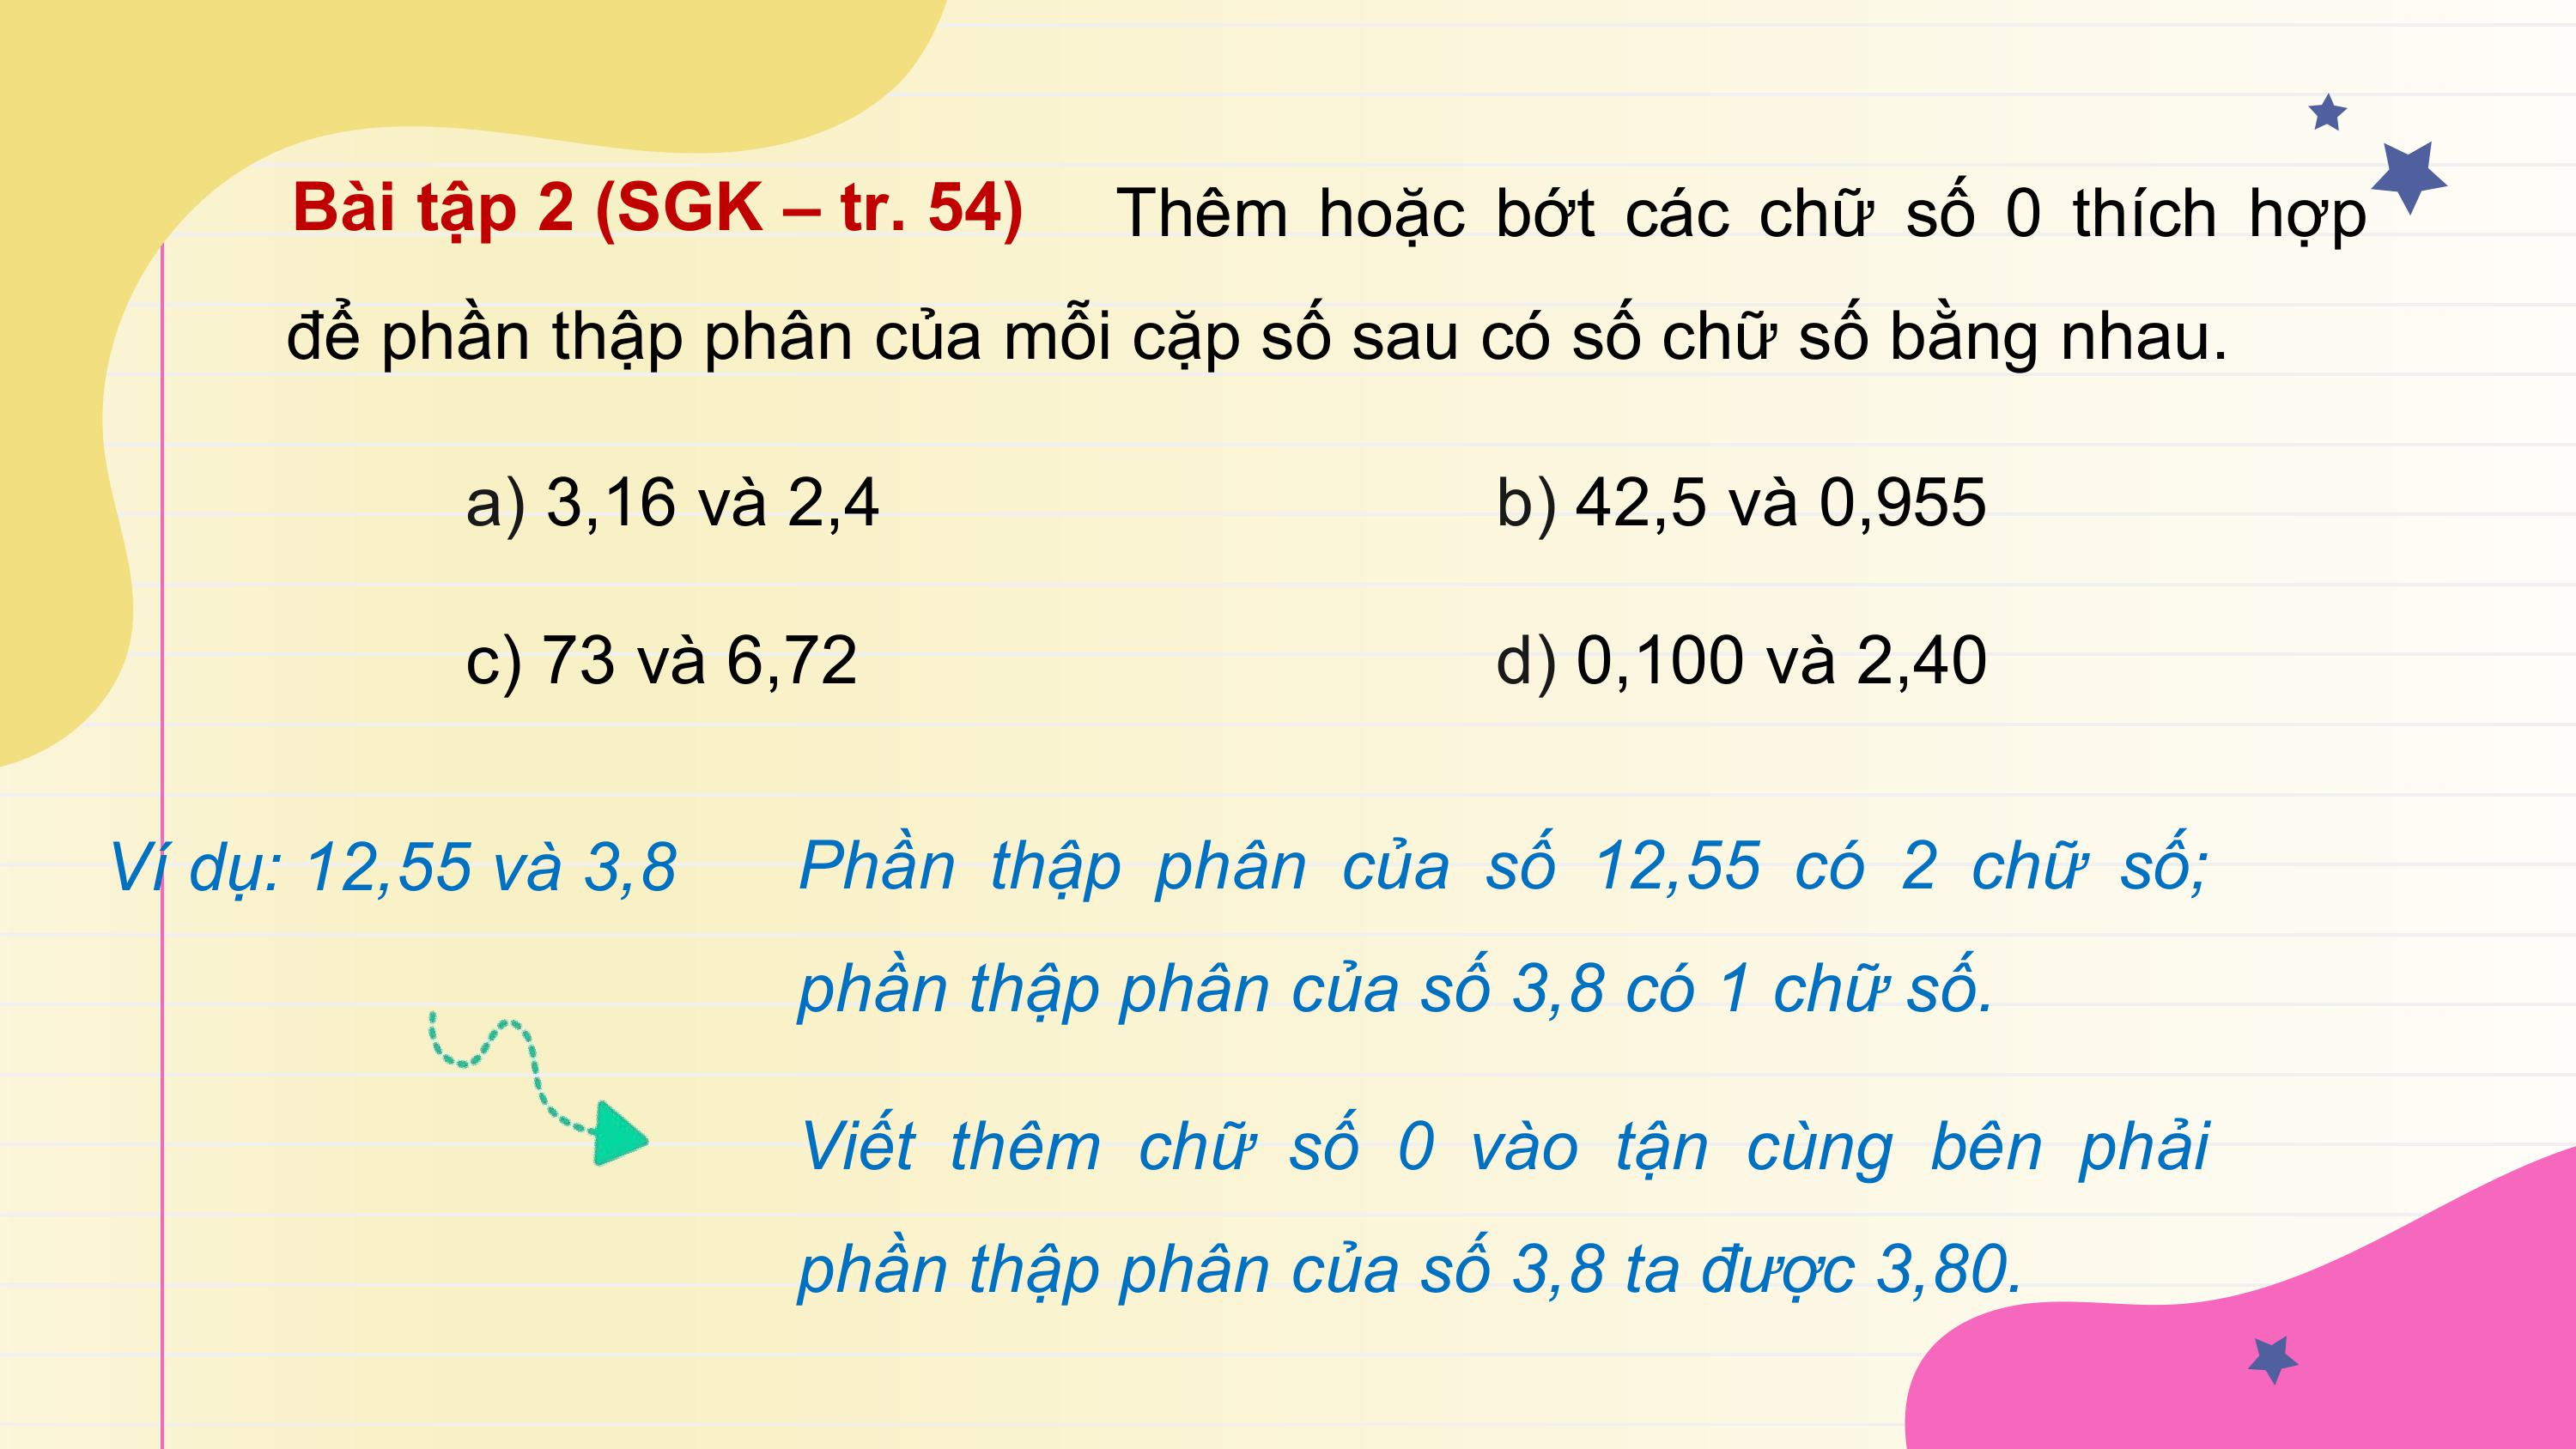 Bài tập 2 (SGK – tr. 54) Thêm hoặc bớt các chữ số 0 thích hợp
để phần thập phân của mỗi cặp số sau có số chữ số bằng nhau.
a) 3,16 và 2,4
b) 42,5 và 0,955
c) 73 và 6,72
d) 0,100 và 2,40
Ví dụ: 12,55 và 3,8
Phần thập phân của số 12,55 có 2 chữ số;
phần thập phân của số 3,8 có 1 chữ số.
Viết thêm chữ số 0 vào tận cùng bên phải
phần thập phân của số 3,8 ta được 3,80.